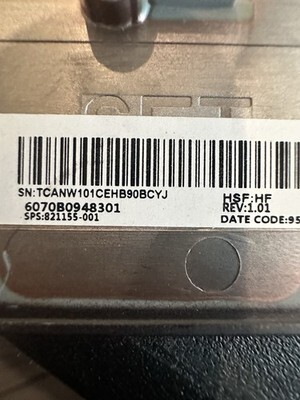 SN:TCANW101CEHB90BCYJ
HSF:HF
6070B0948301
REV:1.01
SPS:821155-001
DATE CODE:95